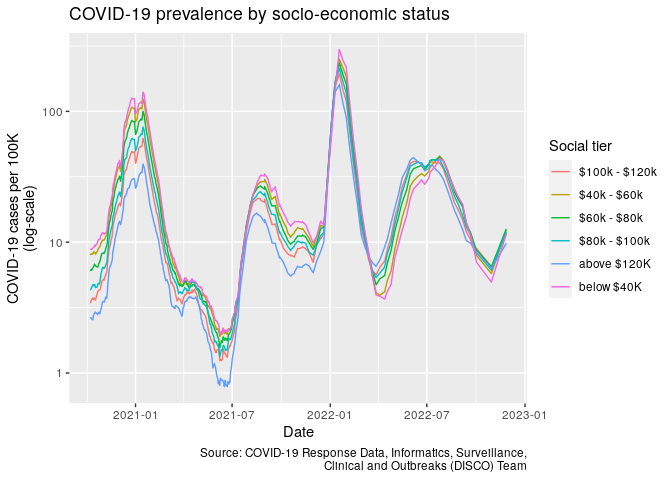 COVID-19 prevalence by socio-economic status
COVID-19 cases per 100K
(log-scale)
100
10
1
2021-01
2021-07
2022-01
2022-07
2023-01
Date
Social tier
$100k - $120k
$40k - $60k
$60k - $80k
$80k - $100k
above $120K
below $40K
Source: COVID-19 Response Data, Informatics, Surveillance,
Clinical and Outbreaks (DISCO) Team